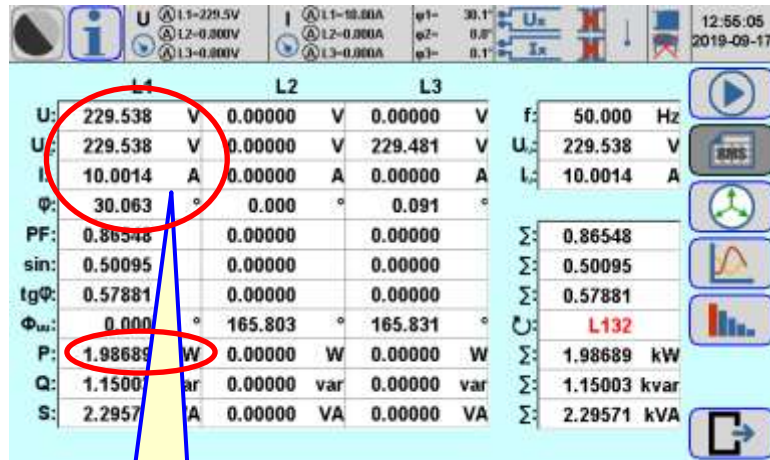 U L1=229.5V I L1=10.00A φ1= 30.1° Ux 12:55:05
L2=0.000V L2=0.000A φ2= 0.0° 2019-09-17
L3=0.000V L3=0.000A φ3= 0.1° Ix
L1 L2 L3
U: 229.538 V 0.00000 V 0.00000 V f: 50.000 Hz
U 229.538 V 0.00000 V 229.481 V U 229.538 V
I: 10.0014 A 0.00000 A 0.00000 A I 10.0014 A
φ: 30.063 ° 0.000 ° 0.091 °
PF: 0.86548 0.00000 0.00000 Σ: 0.86548
sin: 0.50095 0.00000 0.00000 Σ: 0.50095
tgφ: 0.57881 0.00000 0.00000 Σ: 0.57881
Φuu: 0.000 ° 165.803 ° 165.831 ° L132
P: 1.98689 W 0.00000 W 0.00000 W Σ: 1.98689 kW
Q: 1.15003 ar 0.00000 var 0.00000 var Σ: 1.15003 kvar
S: 2.2957 A 0.00000 VA 0.00000 VA Σ: 2.29571 kVA
RMS